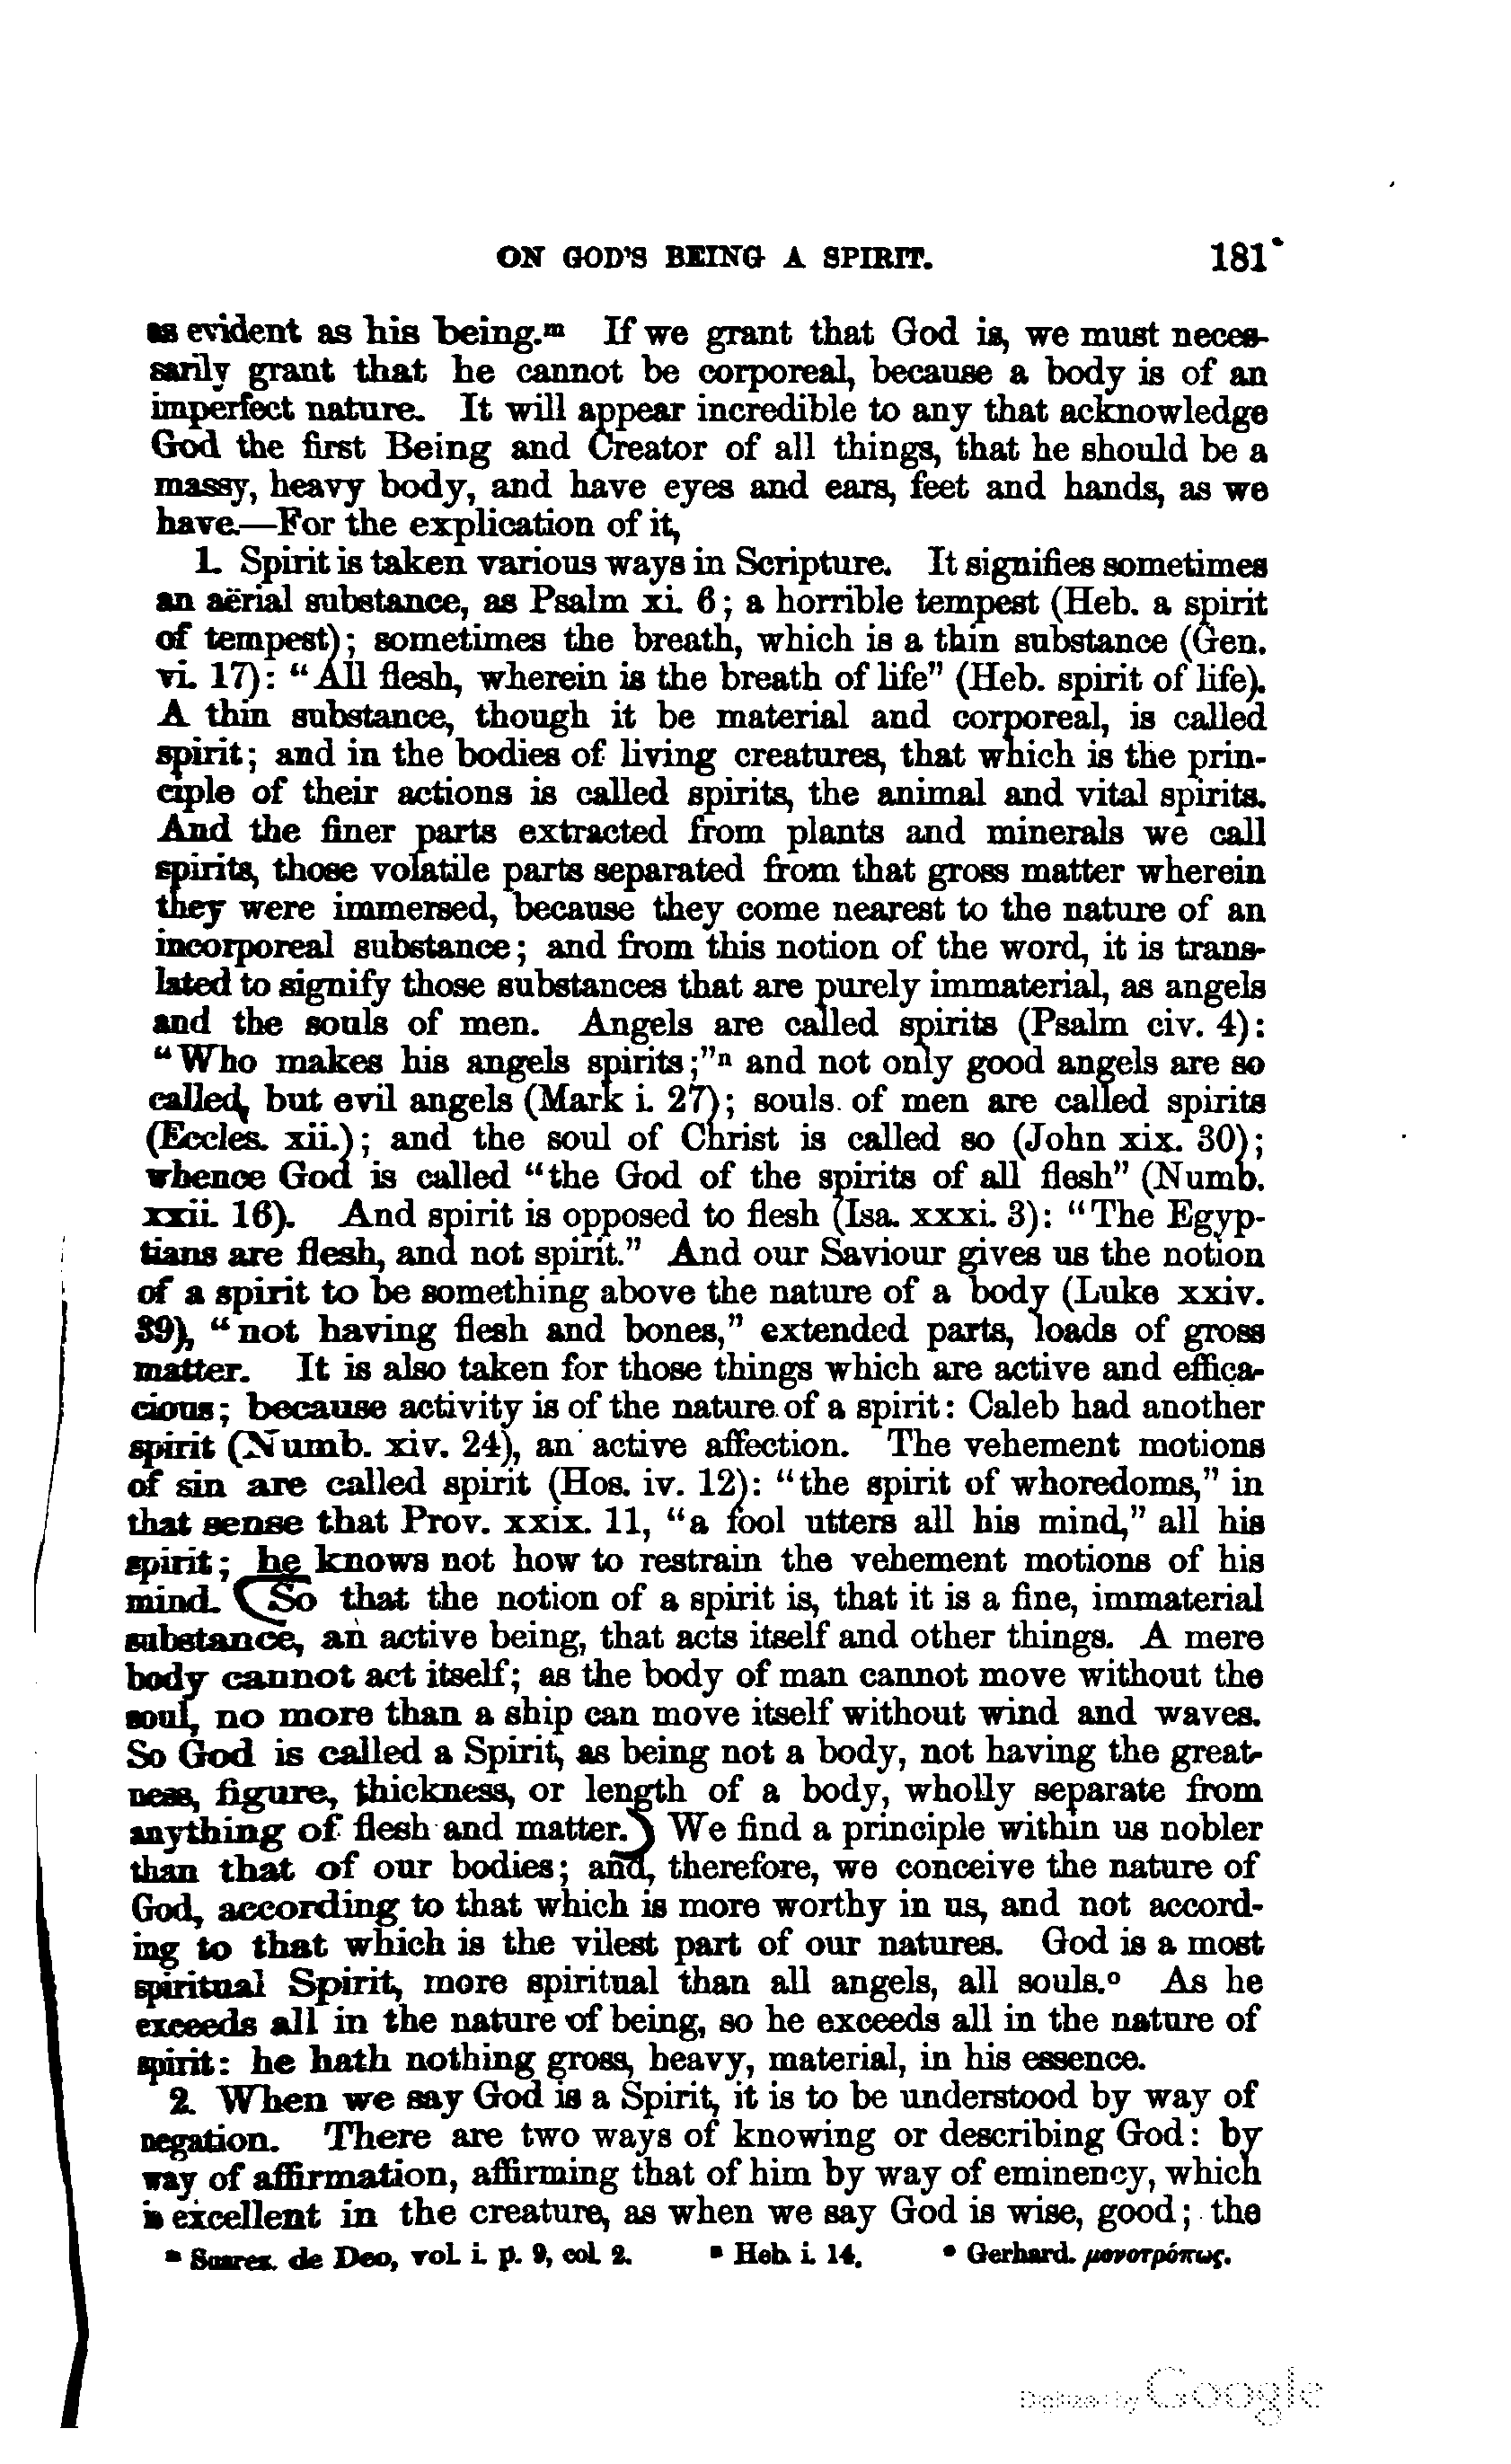 ON GOD'S BEING A SPIRIT. 181
as evident as his being.ᵐ If we grant that God is, we must neces-
sarily grant that he cannot be corporeal, because a body is of an
imperfect nature. It will appear incredible to any that acknowledge
God the first Being and Creator of all things, that he should be a
massy, heavy body, and have eyes and ears, feet and hands, as we
have.—For the explication of it,
1. Spirit is taken various ways in Scripture. It signifies sometimes
an aërial substance, as Psalm xi. 6; a horrible tempest (Heb. a spirit
of tempest); sometimes the breath, which is a thin substance (Gen.
vi. 17): "All flesh, wherein is the breath of life" (Heb. spirit of life).
A thin substance, though it be material and corporeal, is called
spirit; and in the bodies of living creatures, that which is the prin-
ciple of their actions is called spirits, the animal and vital spirits.
And the finer parts extracted from plants and minerals we call
spirits, those volatile parts separated from that gross matter wherein
they were immersed, because they come nearest to the nature of an
incorporeal substance; and from this notion of the word, it is trans-
lated to signify those substances that are purely immaterial, as angels
and the souls of men. Angels are called spirits (Psalm civ. 4):
"Who makes his angels spirits;"ⁿ and not only good angels are so
called, but evil angels (Mark i. 27); souls of men are called spirits
(Eccles. xii.); and the soul of Christ is called so (John xix. 30);
whence God is called "the God of the spirits of all flesh" (Numb.
xxii. 16). And spirit is opposed to flesh (Isa. xxxi. 3): "The Egyp-
tians are flesh, and not spirit." And our Saviour gives us the notion
of a spirit to be something above the nature of a body (Luke xxiv.
39), "not having flesh and bones," extended parts, loads of gross
matter. It is also taken for those things which are active and effica-
cious; because activity is of the nature of a spirit: Caleb had another
spirit (Numb. xiv. 24), an active affection. The vehement motions
of sin are called spirit (Hos. iv. 12): "the spirit of whoredoms," in
that sense that Prov. xxix. 11, "a fool utters all his mind," all his
spirit; he knows not how to restrain the vehement motions of his
mind. So that the notion of a spirit is, that it is a fine, immaterial
substance, an active being, that acts itself and other things. A mere
body cannot act itself; as the body of man cannot move without the
soul, no more than a ship can move itself without wind and waves.
So God is called a Spirit, as being not a body, not having the great-
ness, figure, thickness, or length of a body, wholly separate from
anything of flesh and matter. We find a principle within us nobler
than that of our bodies; and, therefore, we conceive the nature of
God, according to that which is more worthy in us, and not accord-
ing to that which is the vilest part of our natures. God is a most
spiritual Spirit, more spiritual than all angels, all souls.º As he
exceeds all in the nature of being, so he exceeds all in the nature of
spirit: he hath nothing gross, heavy, material, in his essence.
2. When we say God is a Spirit, it is to be understood by way of
negation. There are two ways of knowing or describing God: by
way of affirmation, affirming that of him by way of eminency, which
is excellent in the creature, as when we say God is wise, good; the
ᵐ Suarez. de Deo, vol. i. p. 9, col. 2. ⁿ Heb. i. 14. º Gerhard. μονοτρόπως.
Digitized by Google